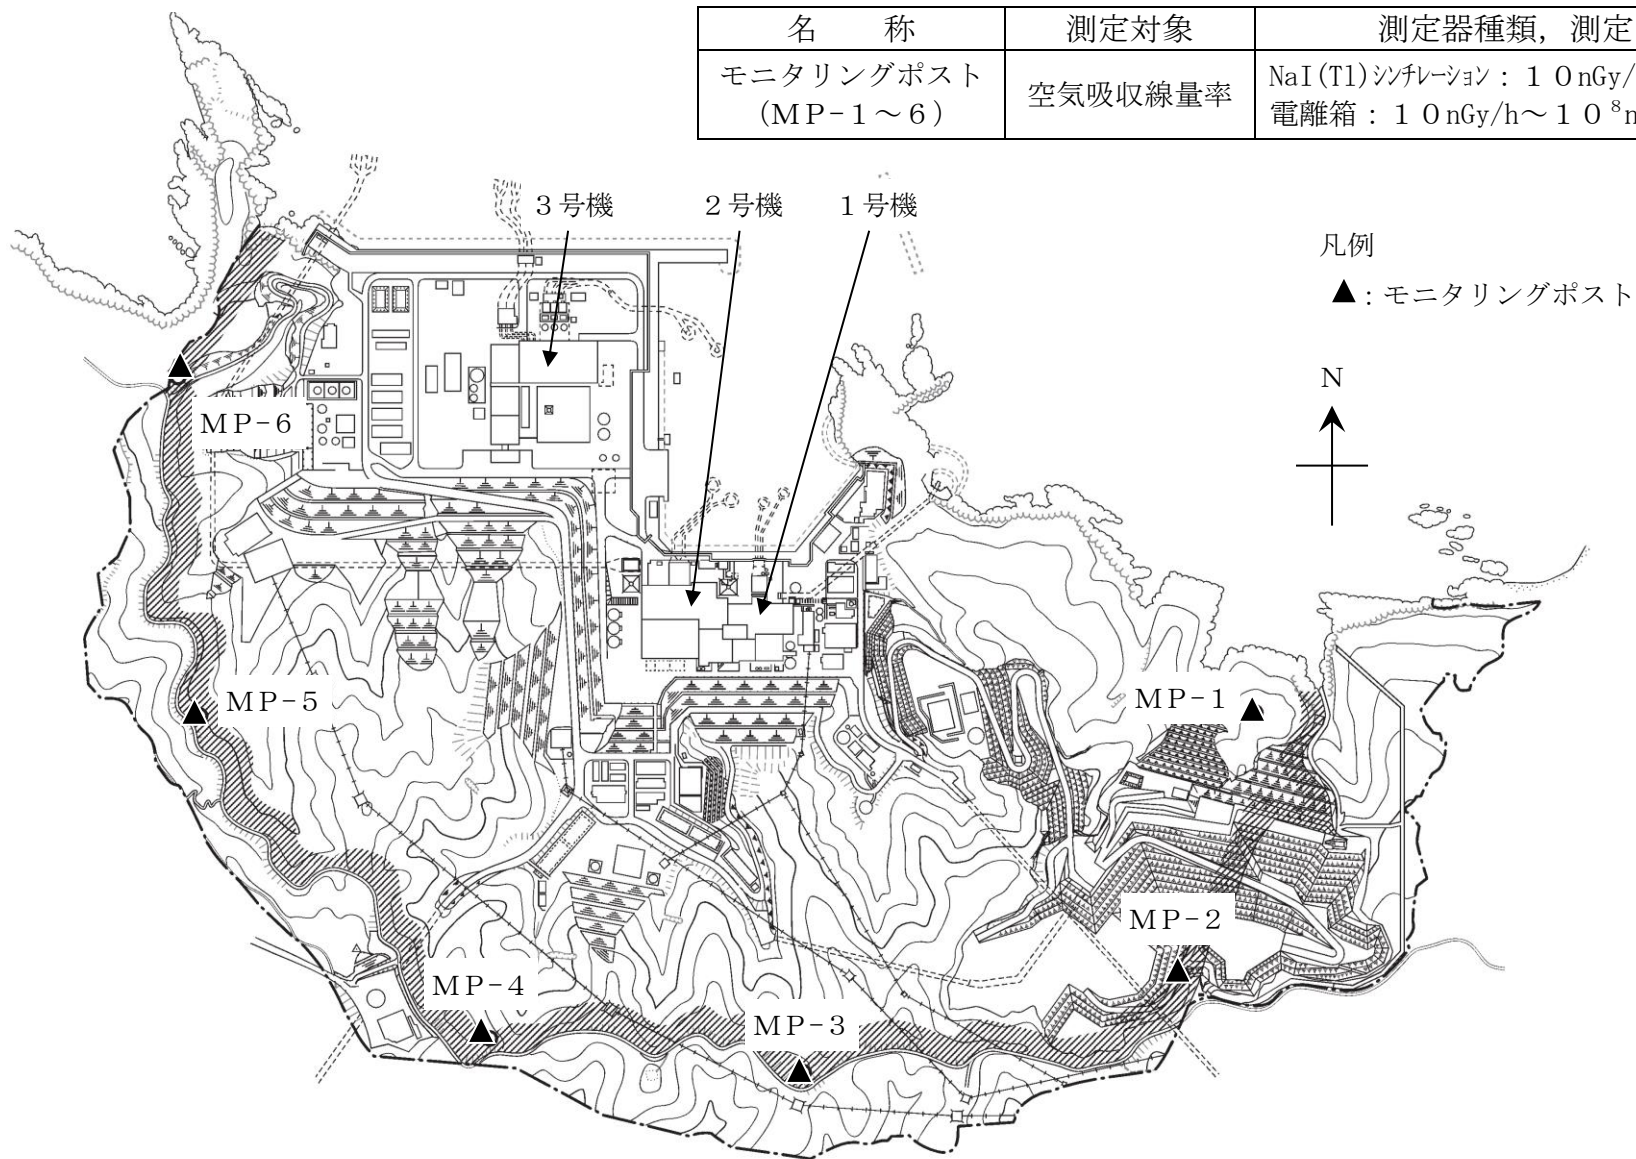 名　　称
測定対象
測定器種類，測定
モニタリングポスト
（ＭＰ-１～６）
空気吸収線量率
NaI(Tl)ｼﾝﾁﾚｰｼｮﾝ：１０nGy/
電離箱：１０nGy/h～１０⁸n
３号機
２号機
１号機
凡例
▲：モニタリングポスト
Ｎ
ＭＰ-６
ＭＰ-５
ＭＰ-１
ＭＰ-２
ＭＰ-４
ＭＰ-３